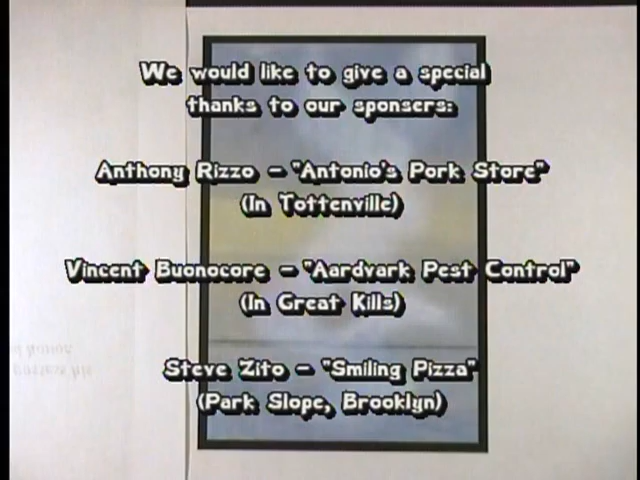 We would like to give a special
thanks to our sponsers:
Anthony Rizzo - "Antonio's Pork Store"
(In Tottenville)
Vincent Buonocore - "Aardvark Pest Control"
(In Great Kills)
Steve Zito - "Smiling Pizza"
(Park Slope, Brooklyn)